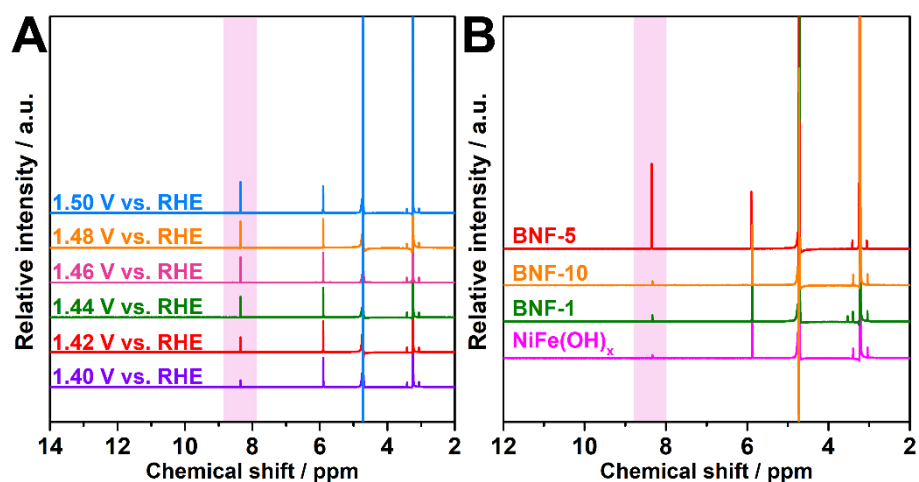 A
Relative intensity / a.u.
1.50 V vs. RHE
1.48 V vs. RHE
1.46 V vs. RHE
1.44 V vs. RHE
1.42 V vs. RHE
1.40 V vs. RHE
14 12 10 8 6 4 2
Chemical shift / ppm
B
Relative intensity / a.u.
BNF-5
BNF-10
BNF-1
NiFe(OH)ₓ
12 10 8 6 4 2
Chemical shift / ppm